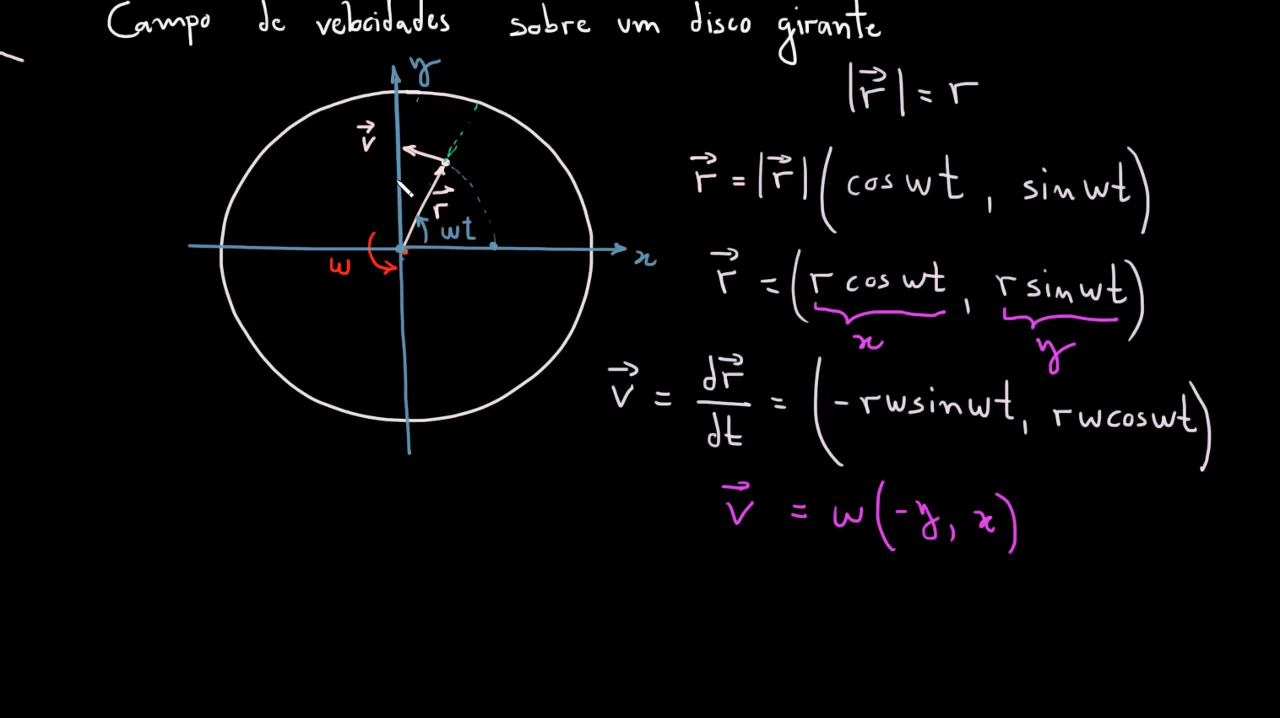 Campo de velocidades sobre um disco girante
y
|r⃗| = r
v⃗
r⃗ = |r⃗| (cos wt , sin wt)
r⃗
wt
w
x
r⃗ = (r cos wt , r sin wt)
x y
v⃗ = dr⃗/dt = (-rw sin wt, rw cos wt)
v⃗ = w(-y, x)